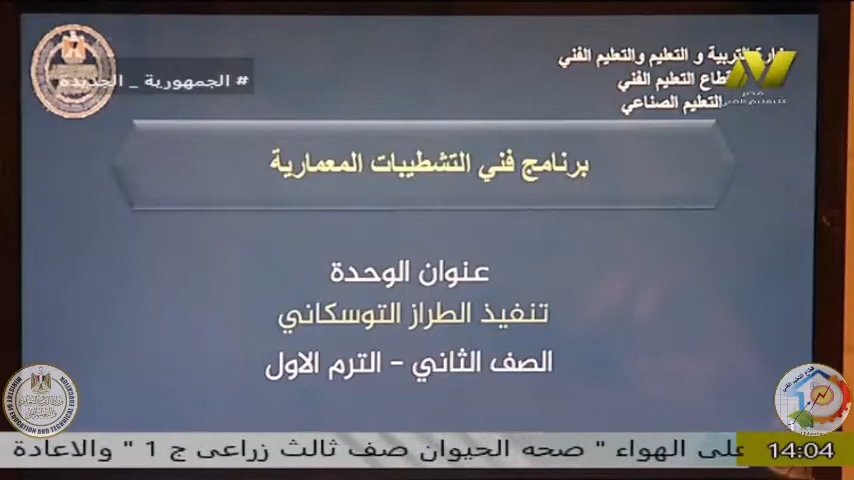 وزارة التربية و التعليم والتعليم الفني
قطاع التعليم الفني
التعليم الصناعي
# الجمهورية _ الجديدة
برنامج فني التشطيبات المعمارية
عنوان الوحدة
تنفيذ الطراز التوسكاني
الصف الثاني - الترم الاول
على الهواء " صحه الحيوان صف ثالث زراعى ج 1 " والاعادة
14:04